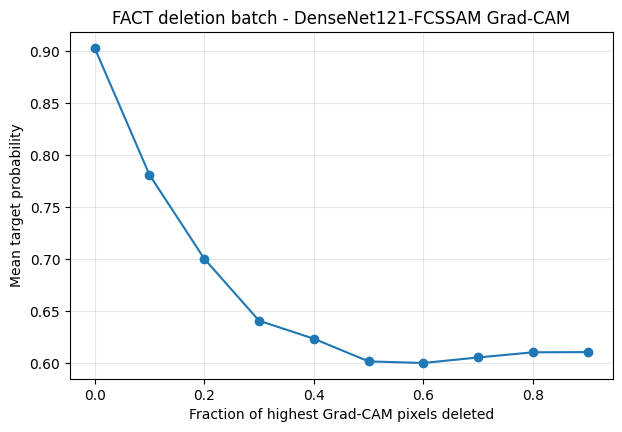 FACT deletion batch - DenseNet121-FCSSAM Grad-CAM
Mean target probability
0.90
0.85
0.80
0.75
0.70
0.65
0.60
0.0 0.2 0.4 0.6 0.8
Fraction of highest Grad-CAM pixels deleted